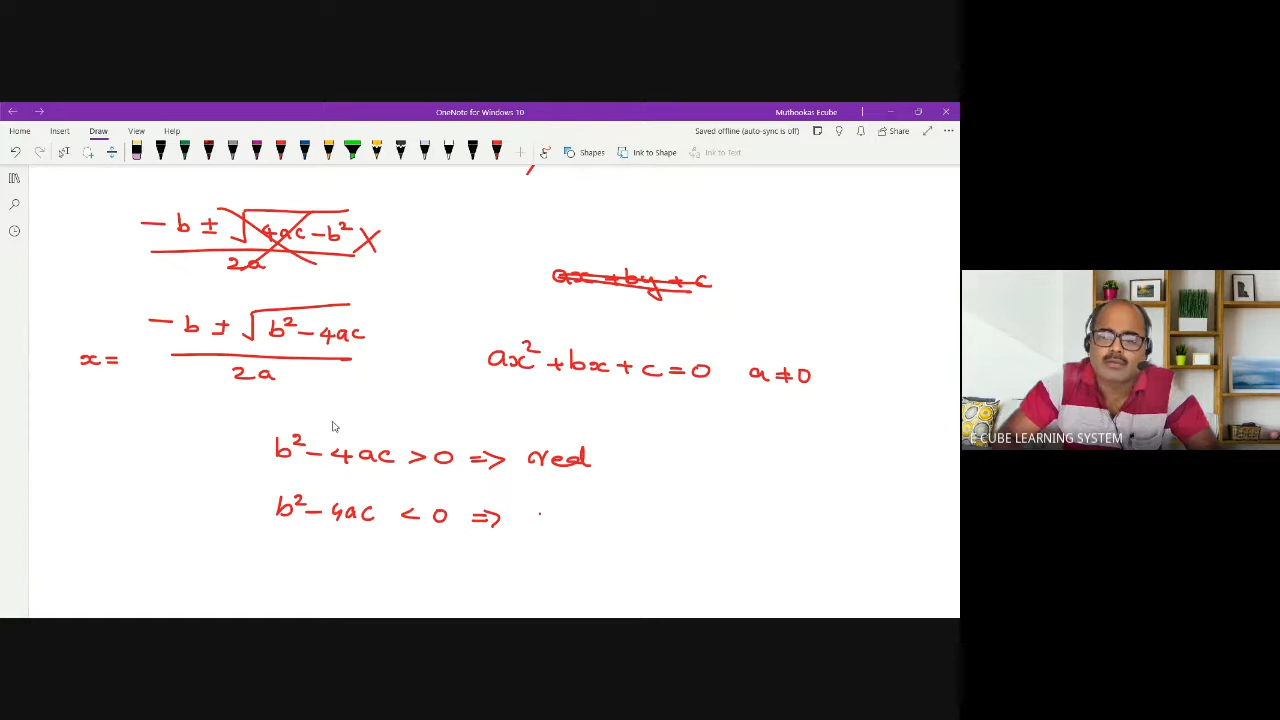 OneNote for Windows 10
Muthookas Ecube
Home Insert Draw View Help
Saved offline (auto-sync is off)
Share
Shapes
Ink to Shape
Ink to Text
-b ± √4ac-b² X
2a
ax+by+c
x= -b ± √b²-4ac
2a
ax²+bx+c=0 a≠0
b²-4ac >0 => real
b²-4ac <0 =>
E CUBE LEARNING SYSTEM